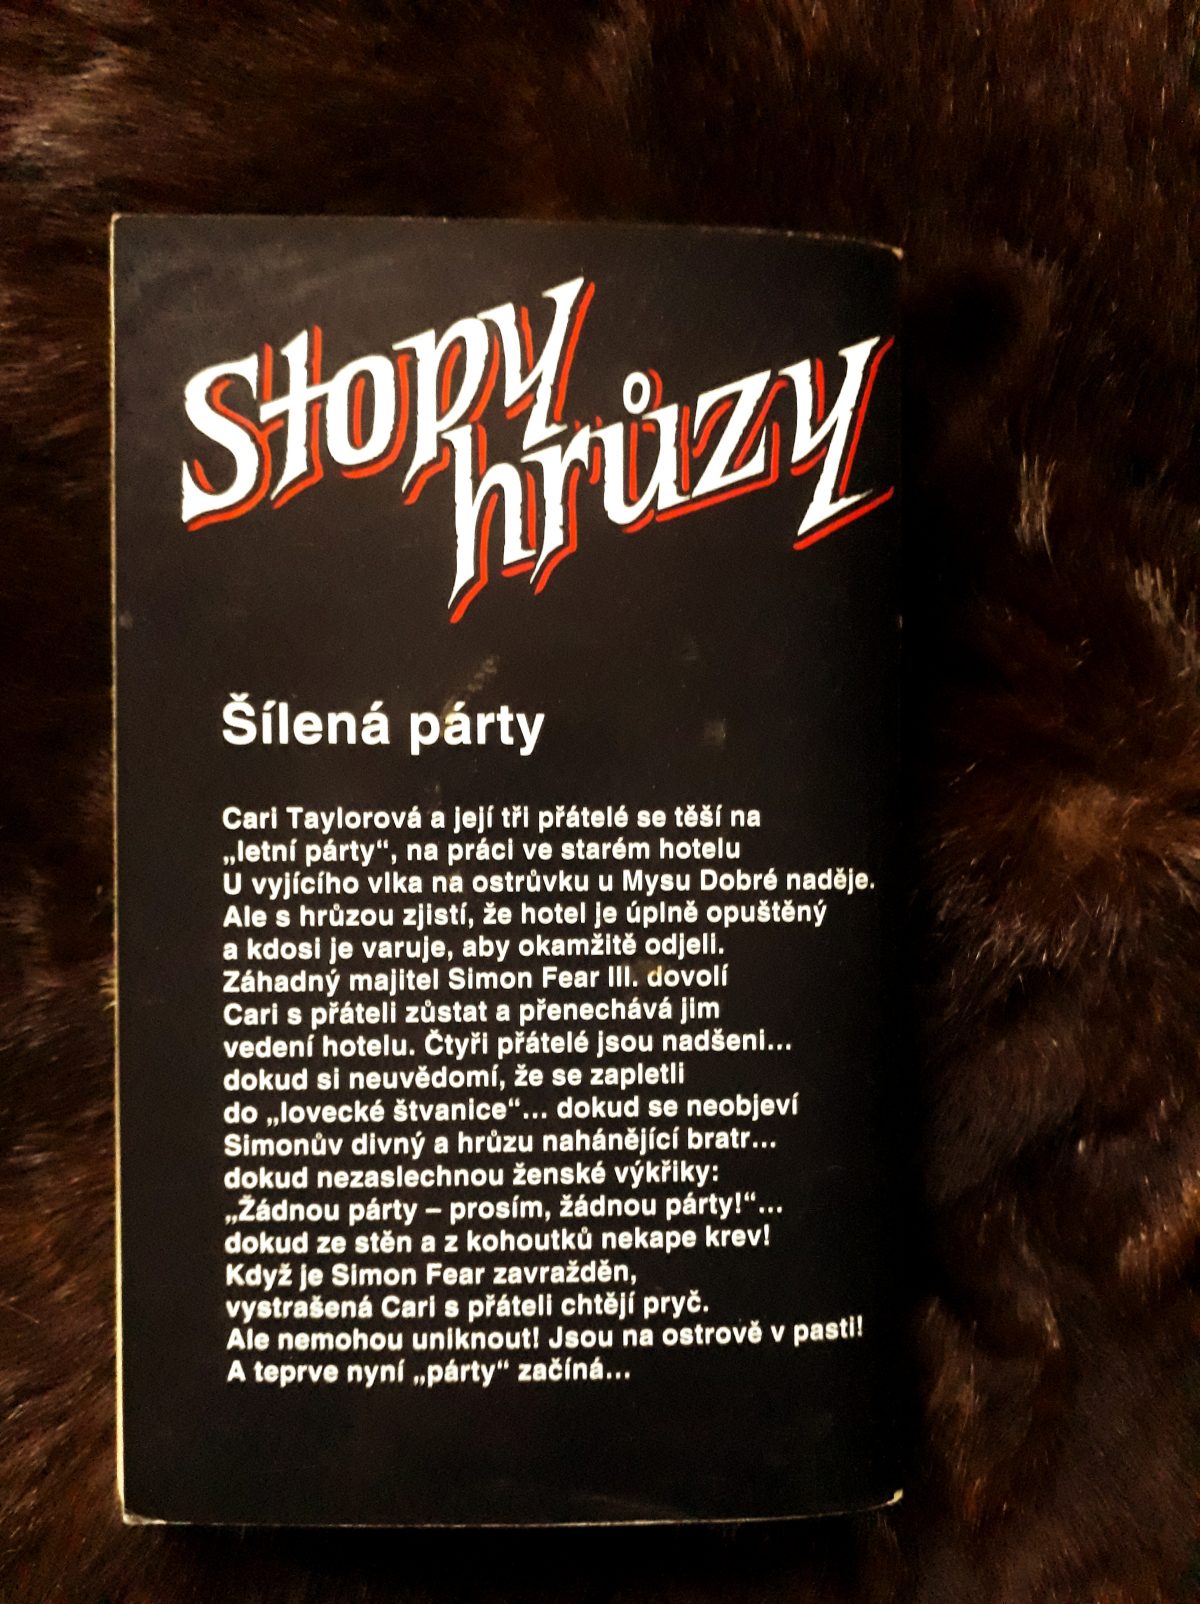 Stopy
hrůzy
Šílená párty
Cari Taylorová a její tři přátelé se těší na
„letní párty“, na práci ve starém hotelu
U vyjícího vlka na ostrůvku u Mysu Dobré naděje.
Ale s hrůzou zjistí, že hotel je úplně opuštěný
a kdosi je varuje, aby okamžitě odjeli.
Záhadný majitel Simon Fear III. dovolí
Cari s přáteli zůstat a přenechává jim
vedení hotelu. Čtyři přátelé jsou nadšeni...
dokud si neuvědomí, že se zapletli
do „lovecké štvanice“... dokud se neobjeví
Simonův divný a hrůzu nahánějící bratr...
dokud nezaslechnou ženské výkřiky:
„Žádnou párty – prosím, žádnou párty!“...
dokud ze stěn a z kohoutků nekape krev!
Když je Simon Fear zavražděn,
vystrašená Cari s přáteli chtějí pryč.
Ale nemohou uniknout! Jsou na ostrově v pasti!
A teprve nyní „párty“ začíná...